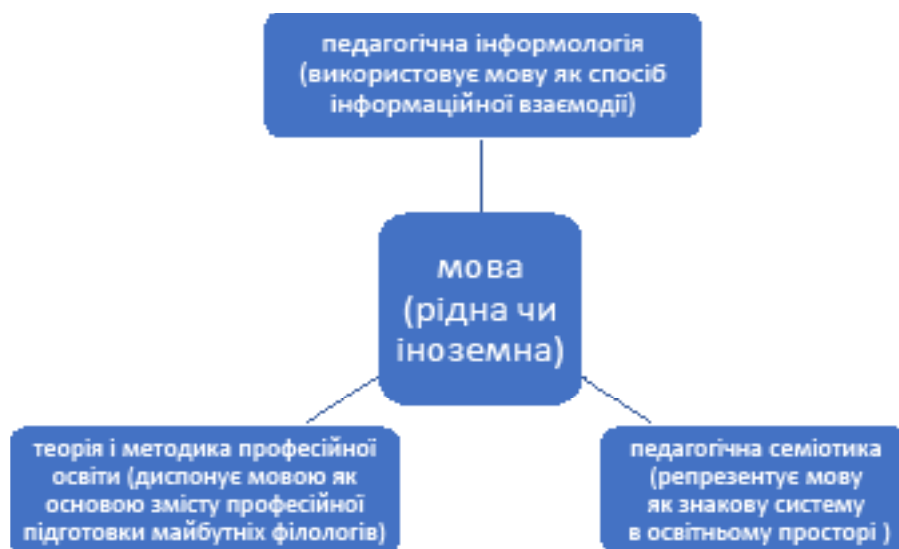 педагогічна інформологія
(використовує мову як спосіб
інформаційної взаємодії)
мова
(рідна чи
іноземна)
теорія і методика професійної
освіти (диспонує мовою як
основою змісту професійної
підготовки майбутніх філологів)
педагогічна семіотика
(репрезентує мову
як знакову систему
в освітньому просторі )